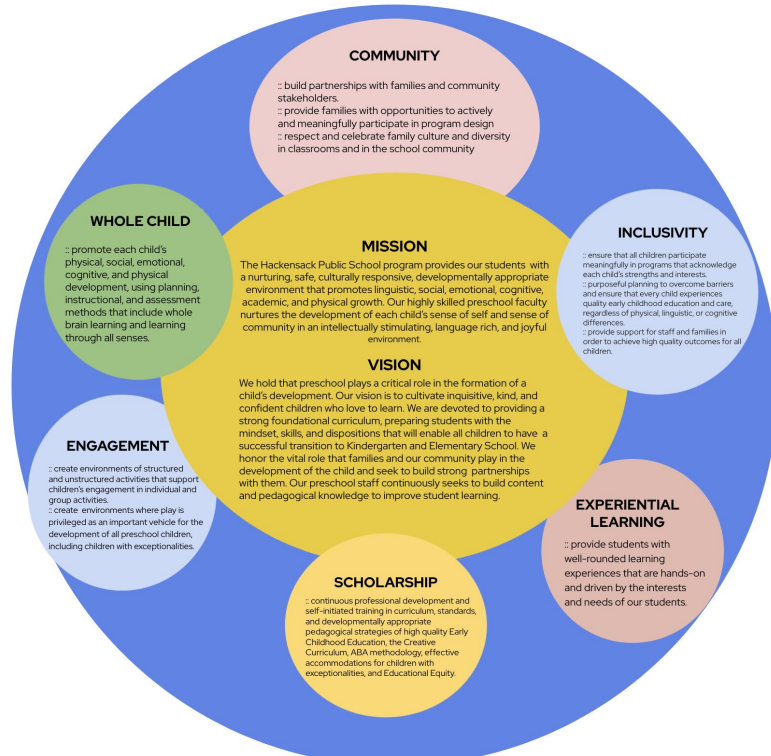 COMMUNITY
:: build partnerships with families and community
stakeholders.
:: provide families with opportunities to actively
and meaningfully participate in program design
:: respect and celebrate family culture and diversity
in classrooms and in the school community
WHOLE CHILD
:: promote each child's
physical, social, emotional,
cognitive, and physical
development, using planning,
instructional, and assessment
methods that include whole
brain learning and learning
through all senses.
MISSION
The Hackensack Public School program provides our students with
a nurturing, safe, culturally responsive, developmentally appropriate
environment that promotes linguistic, social, emotional, cognitive,
academic, and physical growth. Our highly skilled preschool faculty
nurtures the development of each child's sense of self and sense of
community in an intellectually stimulating, language rich, and joyful
environment.
VISION
We hold that preschool plays a critical role in the formation of a
child's development. Our vision is to cultivate inquisitive, kind, and
confident children who love to learn. We are devoted to providing a
strong foundational curriculum, preparing students with the
mindset, skills, and dispositions that will enable all children to have a
successful transition to Kindergarten and Elementary School. We
honor the vital role that families and our community play in the
development of the child and seek to build strong partnerships
with them. Our preschool staff continuously seeks to build content
and pedagogical knowledge to improve student learning.
INCLUSIVITY
:: ensure that all children participate
meaningfully in programs that acknowledge
each child's strengths and interests.
:: purposeful planning to overcome barriers
and ensure that every child experiences
quality early childhood education and care,
regardless of physical, linguistic, or cognitive
differences.
:: provide support for staff and families in
order to achieve high quality outcomes for all
children.
ENGAGEMENT
:: create environments of structured
and unstructured activities that support
children's engagement in individual and
group activities.
:: create environments where play is
privileged as an important vehicle for the
development of all preschool children,
including children with exceptionalities.
EXPERIENTIAL
LEARNING
:: provide students with
well-rounded learning
experiences that are hands-on
and driven by the interests
and needs of our students.
SCHOLARSHIP
:: continuous professional development and
self-initiated training in curriculum, standards,
and developmentally appropriate
pedagogical strategies of high quality Early
Childhood Education, the Creative
Curriculum, ABA methodology, effective
accommodations for children with
exceptionalities, and Educational Equity.